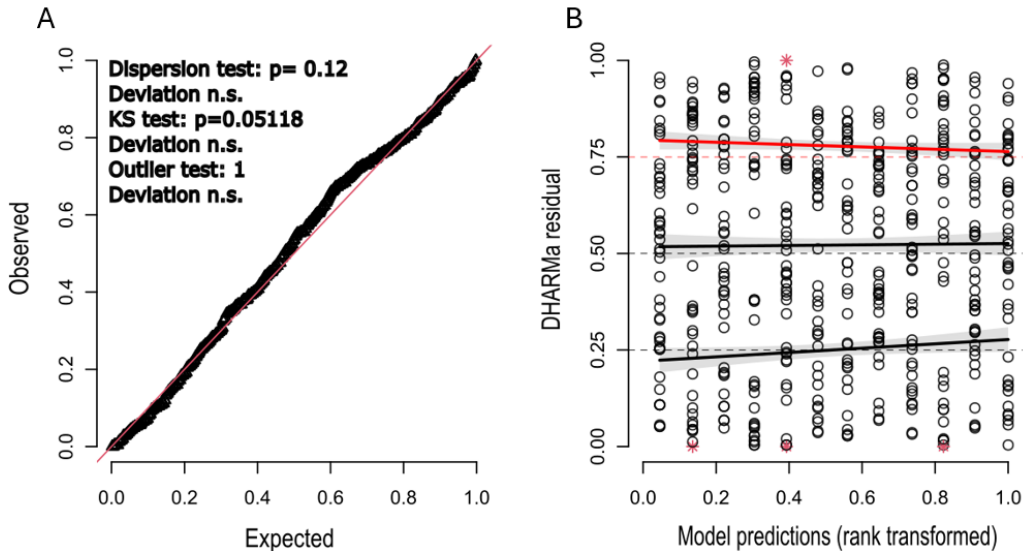 A
Dispersion test: p= 0.12
Deviation n.s.
KS test: p=0.05118
Deviation n.s.
Outlier test: 1
Deviation n.s.
Observed
1.0
0.8
0.6
0.4
0.2
0.0
0.0 0.2 0.4 0.6 0.8 1.0
Expected
B
DHARMa residual
1.00
0.75
0.50
0.25
0.00
0.0 0.2 0.4 0.6 0.8 1.0
Model predictions (rank transformed)